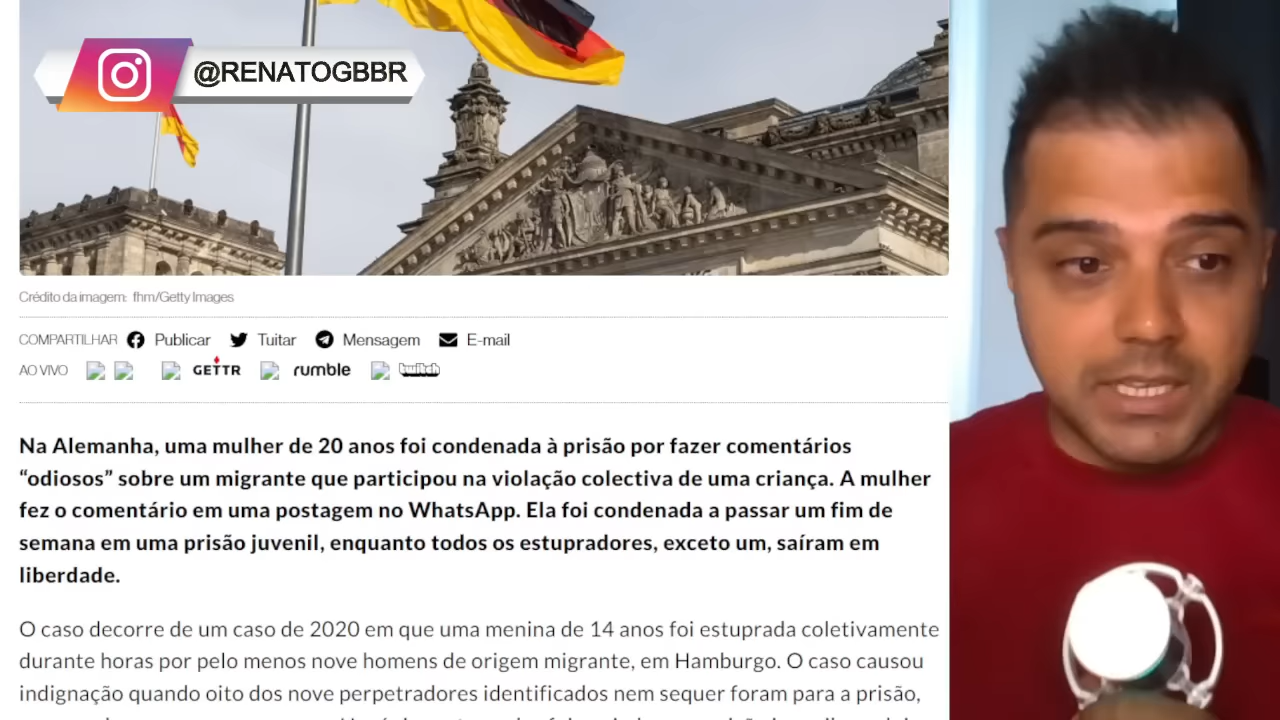 @RENATOGBBR
Crédito da imagem: fhm/Getty Images
COMPARTILHAR Publicar Tuitar Mensagem E-mail
AO VIVO GETTR rumble twitch
Na Alemanha, uma mulher de 20 anos foi condenada à prisão por fazer comentários
“odiosos” sobre um migrante que participou na violação colectiva de uma criança. A mulher
fez o comentário em uma postagem no WhatsApp. Ela foi condenada a passar um fim de
semana em uma prisão juvenil, enquanto todos os estupradores, exceto um, saíram em
liberdade.
O caso decorre de um caso de 2020 em que uma menina de 14 anos foi estuprada coletivamente
durante horas por pelo menos nove homens de origem migrante, em Hamburgo. O caso causou
indignação quando oito dos nove perpetradores identificados nem sequer foram para a prisão,